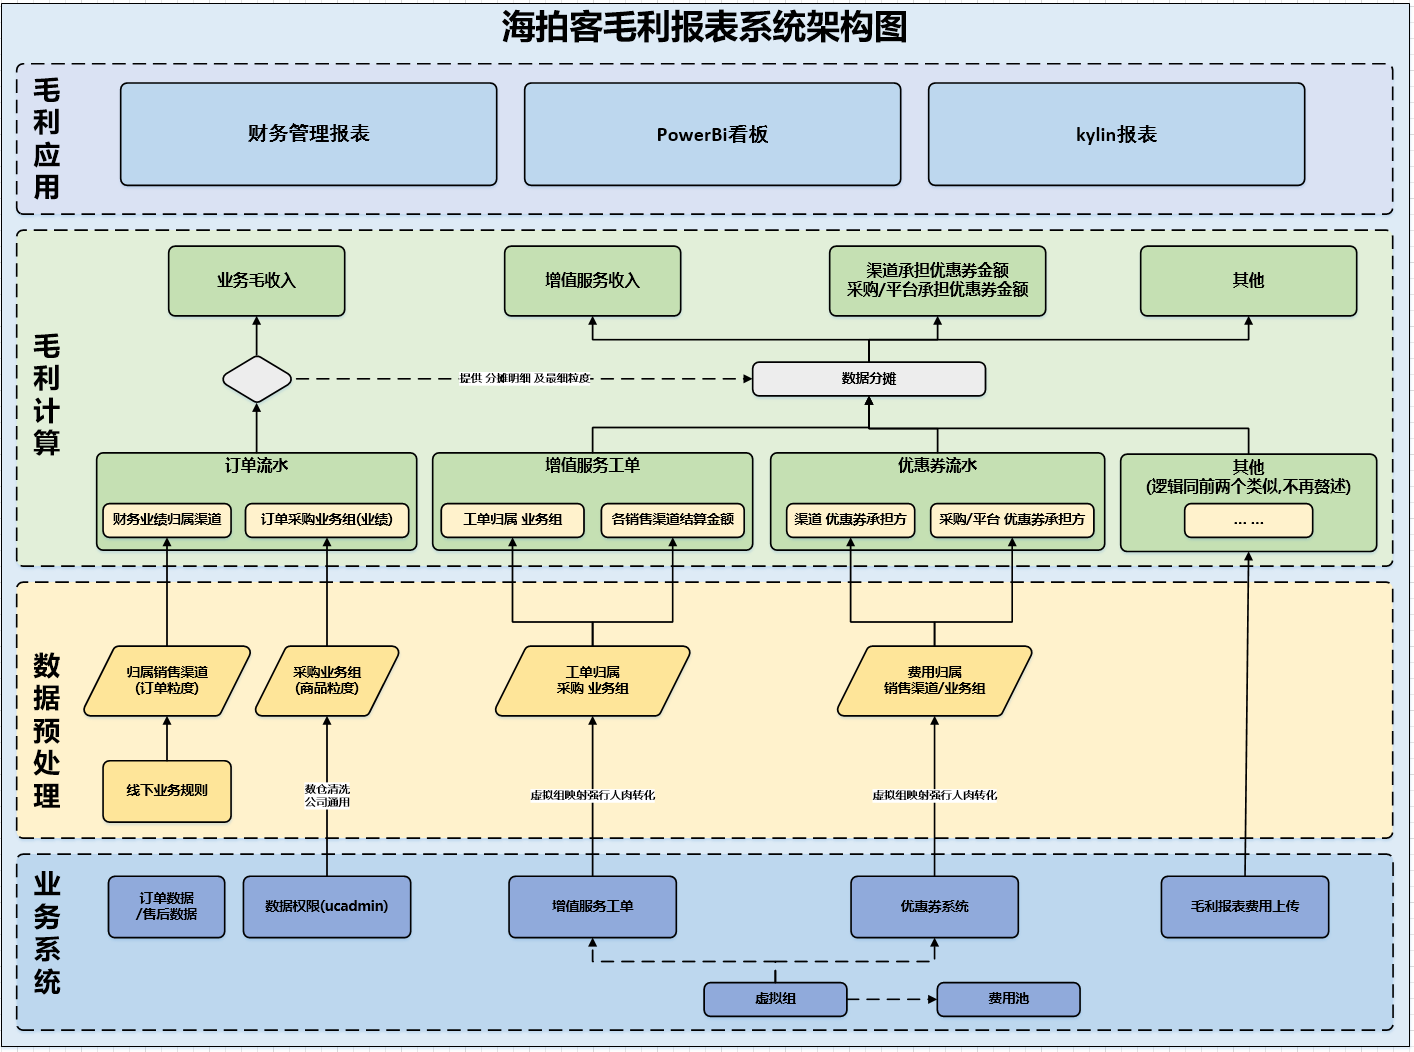 海拍客毛利报表系统架构图
毛利应用
财务管理报表
PowerBi看板
kylin报表
毛利计算
业务毛收入
增值服务收入
渠道承担优惠券金额
采购/平台承担优惠券金额
其他
提供 分摊明细 及最细粒度
数据分摊
订单流水
财务业绩归属渠道
订单采购业务组(业绩)
增值服务工单
工单归属 业务组
各销售渠道结算金额
优惠券流水
渠道 优惠券承担方
采购/平台 优惠券承担方
其他
(逻辑同前两个类似,不再赘述)
... ...
数据预处理
归属销售渠道
(订单粒度)
采购业务组
(商品粒度)
工单归属
采购 业务组
费用归属
销售渠道/业务组
线下业务规则
数仓清洗
公司通用
虚拟组映射强行人肉转化
虚拟组映射强行人肉转化
业务系统
订单数据
/售后数据
数据权限(ucadmin)
增值服务工单
优惠券系统
毛利报表费用上传
虚拟组
费用池